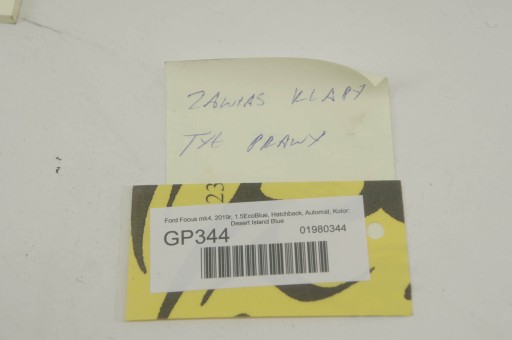 ZAWIAS KLAPY
TYŁ PRAWY
23
Ford Focus mk4, 2019r, 1.5EcoBlue, Hatchback, Automat, Kolor:
Desert Island Blue
GP344
01980344